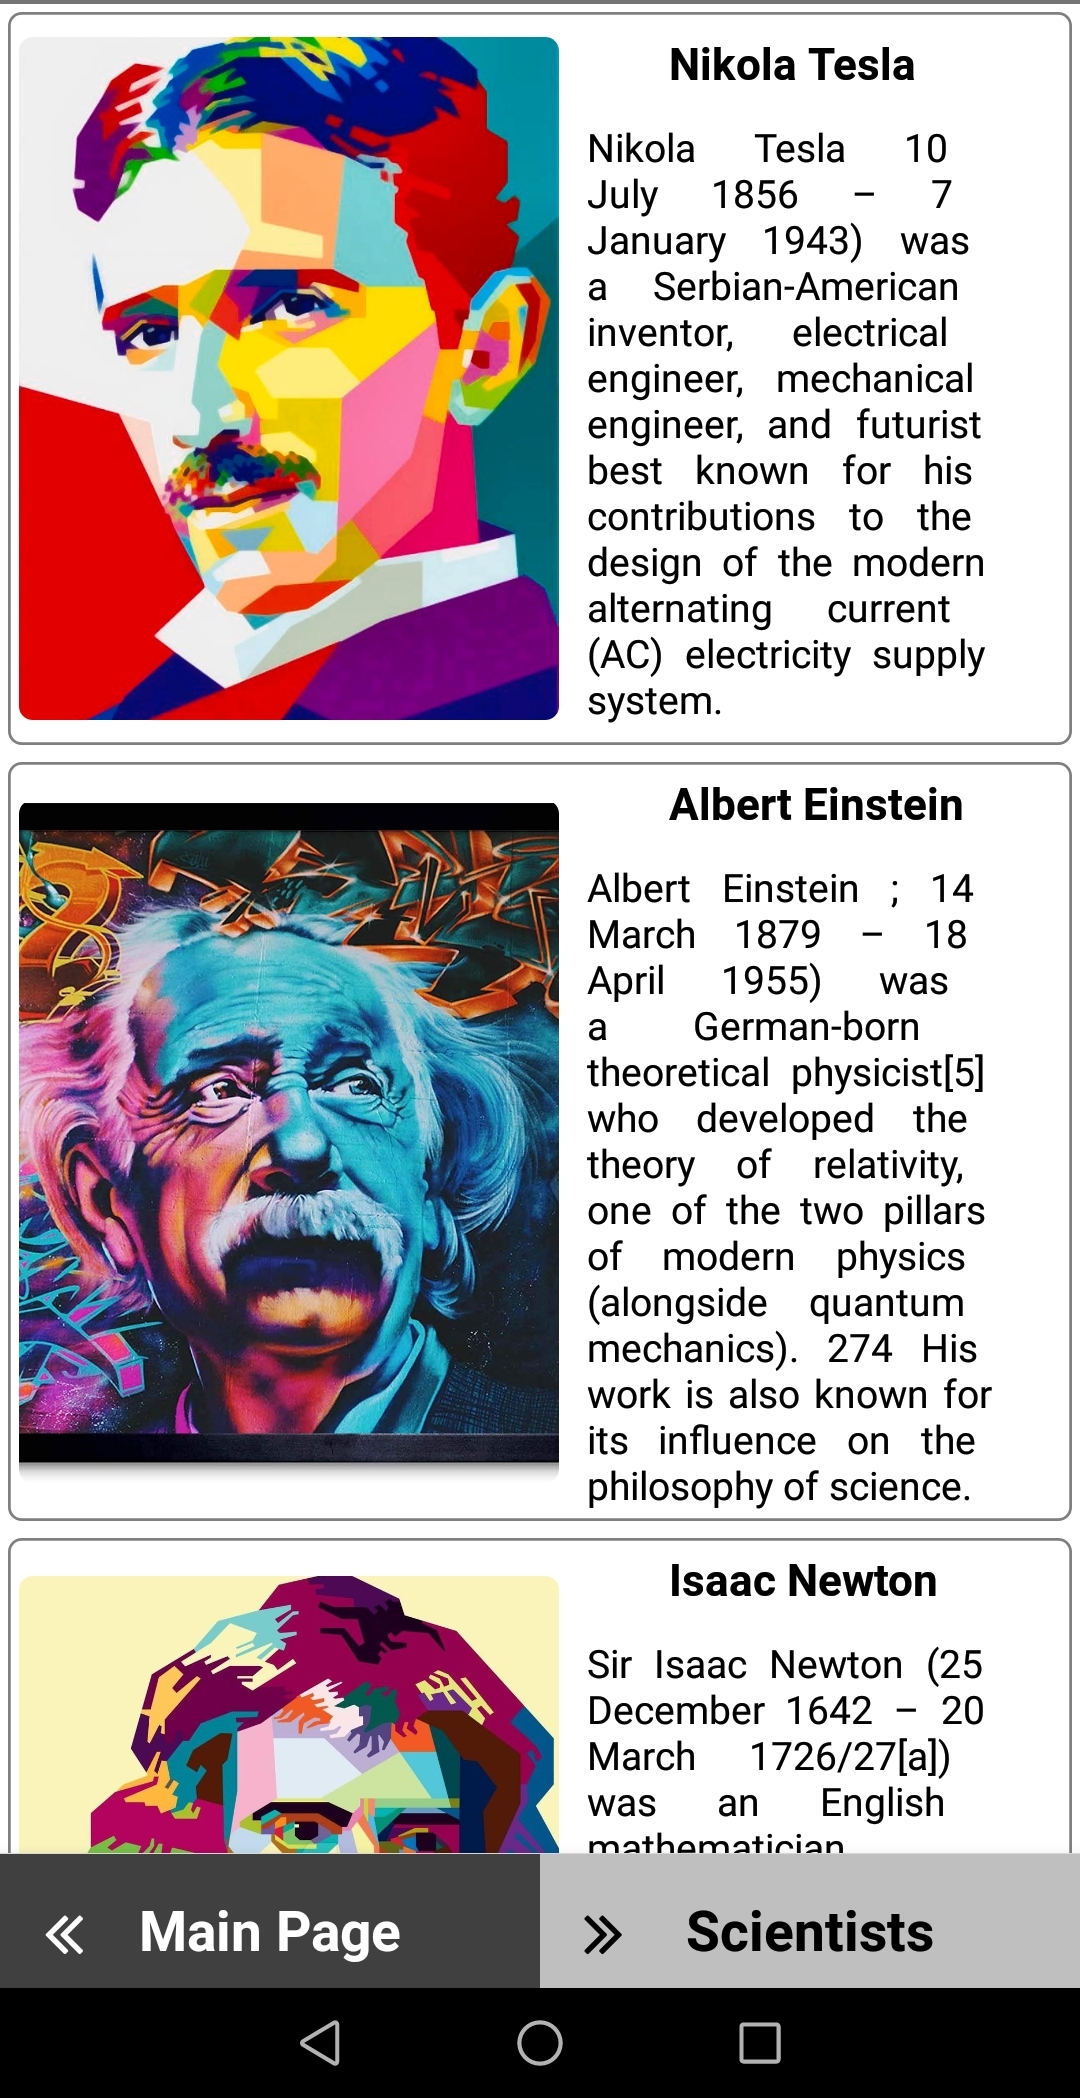 Nikola Tesla
Nikola Tesla 10
July 1856 – 7
January 1943) was
a Serbian-American
inventor, electrical
engineer, mechanical
engineer, and futurist
best known for his
contributions to the
design of the modern
alternating current
(AC) electricity supply
system.
Albert Einstein
Albert Einstein ; 14
March 1879 – 18
April 1955) was
a German-born
theoretical physicist[5]
who developed the
theory of relativity,
one of the two pillars
of modern physics
(alongside quantum
mechanics). 274 His
work is also known for
its influence on the
philosophy of science.
Isaac Newton
Sir Isaac Newton (25
December 1642 – 20
March 1726/27[a])
was an English
mathematician
« Main Page
» Scientists